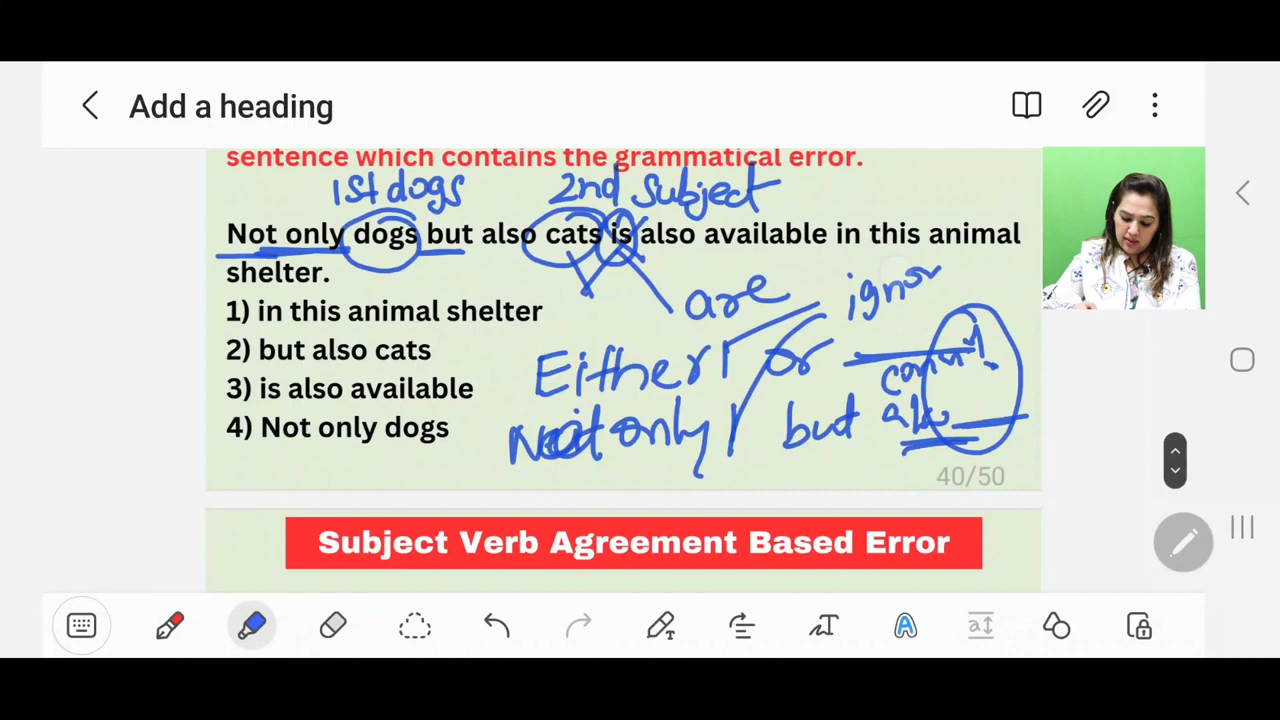 Add a heading
sentence which contains the grammatical error.
1st dogs 2nd subject
Not only dogs but also cats is also available in this animal
shelter.
are ignor
1) in this animal shelter
2) but also cats
Either or
3) is also available
4) Not only dogs
Not only but also
40/50
Subject Verb Agreement Based Error